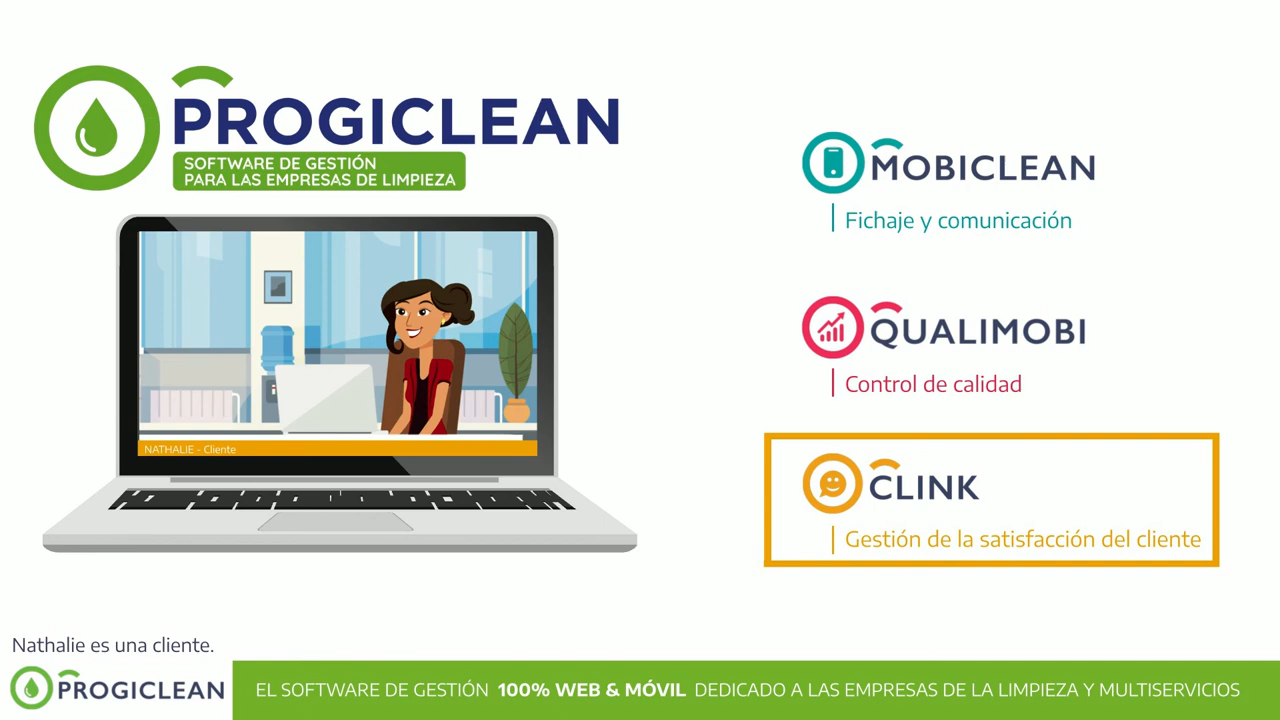 PROGICLEAN
SOFTWARE DE GESTIÓN
PARA LAS EMPRESAS DE LIMPIEZA
NATHALIE - Cliente
MOBICLEAN
Fichaje y comunicación
QUALIMOBI
Control de calidad
CLINK
Gestión de la satisfacción del cliente
Nathalie es una cliente.
PROGICLEAN
EL SOFTWARE DE GESTIÓN 100% WEB & MÓVIL DEDICADO A LAS EMPRESAS DE LA LIMPIEZA Y MULTISERVICIOS